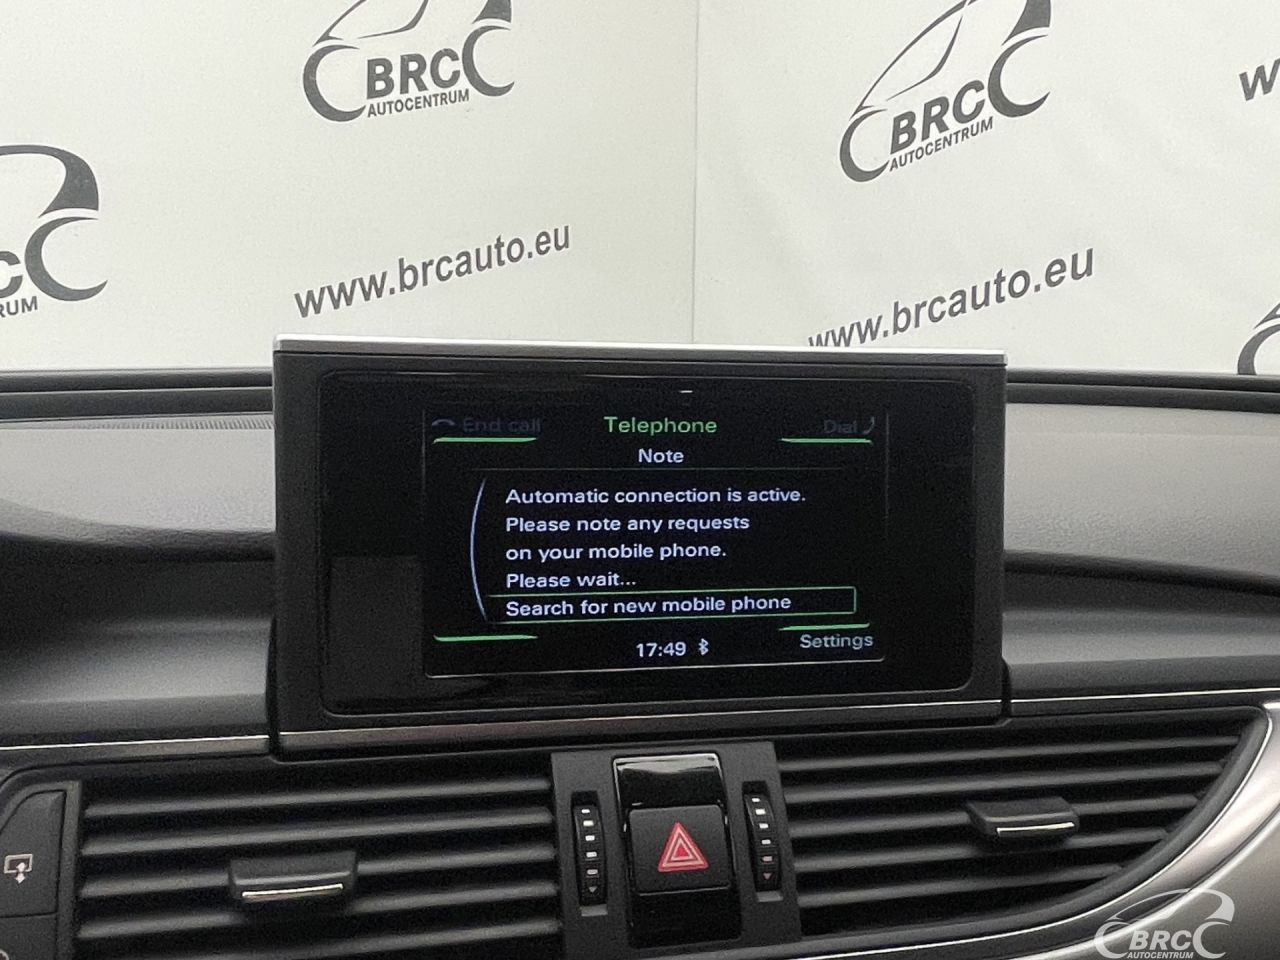 BRC
AUTOCENTRUM
BRC
AUTOCENTRUM
www.brcauto.eu
www.brcauto.eu
End call
Telephone
Dial
Note
Automatic connection is active.
Please note any requests
on your mobile phone.
Please wait...
Search for new mobile phone
17:49
Settings
BRC
AUTOCENTRUM